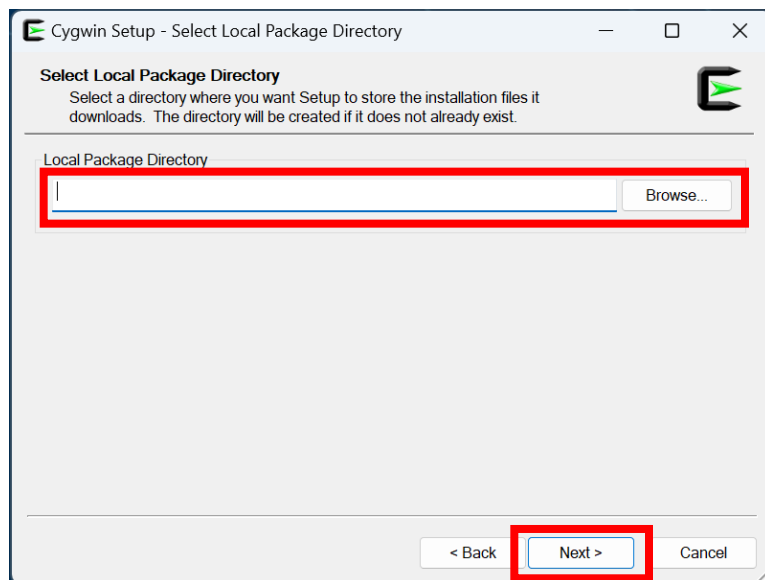 Cygwin Setup - Select Local Package Directory
Select Local Package Directory
Select a directory where you want Setup to store the installation files it
downloads. The directory will be created if it does not already exist.
Local Package Directory
Browse...
< Back
Next >
Cancel